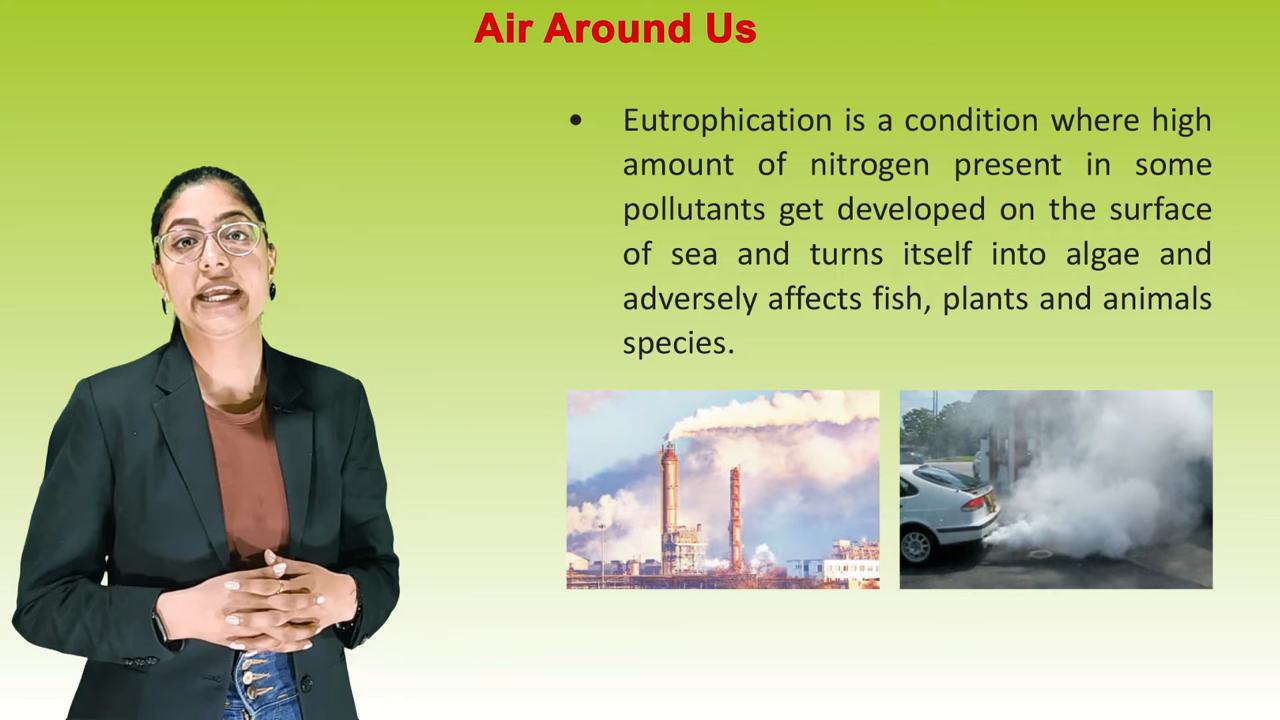 Air Around Us
• Eutrophication is a condition where high
amount of nitrogen present in some
pollutants get developed on the surface
of sea and turns itself into algae and
adversely affects fish, plants and animals
species.